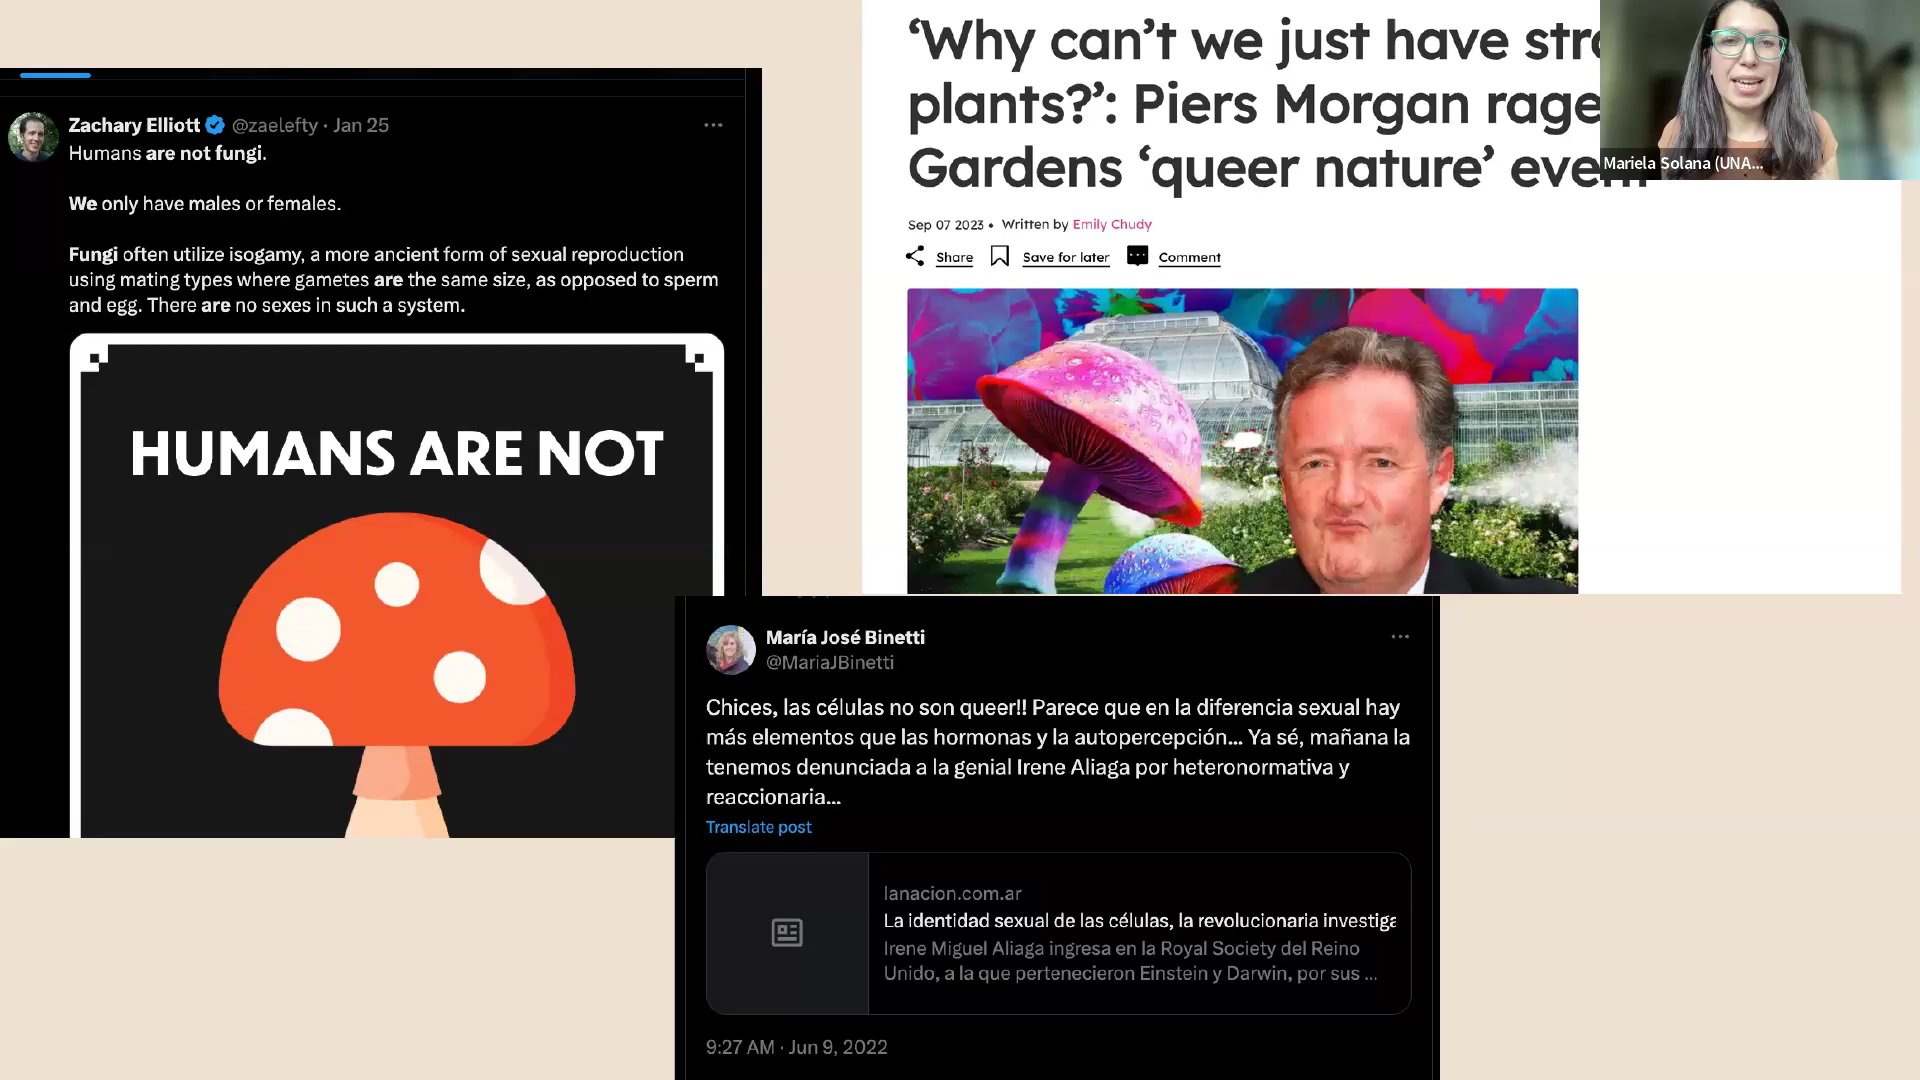 Zachary Elliott @zaelefty · Jan 25
Humans are not fungi.
We only have males or females.
Fungi often utilize isogamy, a more ancient form of sexual reproduction
using mating types where gametes are the same size, as opposed to sperm
and egg. There are no sexes in such a system.
HUMANS ARE NOT
‘Why can’t we just have
plants?’: Piers Morgan
Gardens ‘queer nature’
Sep 07 2023 • Written by Emily Chudy
Share Save for later Comment
Mariela Solana (UNA...
María José Binetti
@MariaJBinetti
Chices, las células no son queer!! Parece que en la diferencia sexual hay
más elementos que las hormonas y la autopercepción... Ya sé, mañana la
tenemos denunciada a la genial Irene Aliaga por heteronormativa y
reaccionaria...
Translate post
lanacion.com.ar
La identidad sexual de las células, la revolucionaria
Irene Miguel Aliaga ingresa en la Royal Society del Reino
Unido, a la que pertenecieron Einstein y Darwin, por sus ...
9:27 AM · Jun 9, 2022